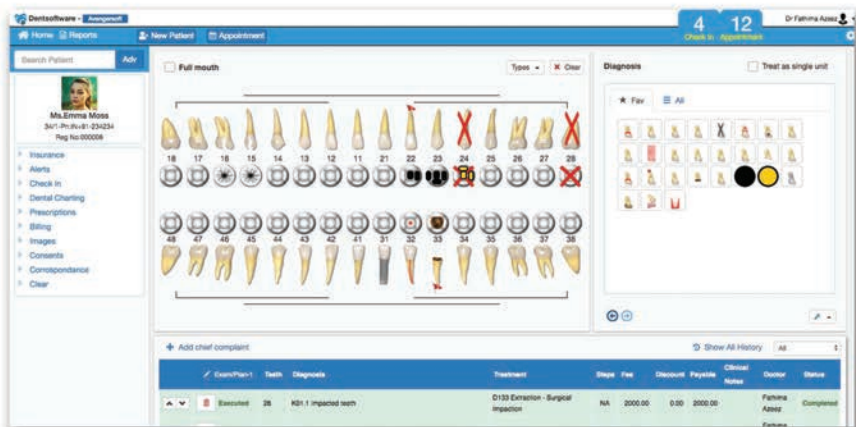 Dentsoftware - Avengersoft
Dr Fathima Azeez
Home Reports New Patient Appointment
4 12
Check In Appointment
Search Patient Adv
Ms.Emma Moss
Reg No:000006
Insurance
Alerts
Check In
Dental Charting
Prescriptions
Billing
Images
Consents
Corrospondance
Clear
Full mouth
Types Clear
18 17 16 15 14 13 12 11 21 22 23 24 25 26 27 28
48 47 46 45 44 43 42 41 31 32 33 34 35 36 37 38
Diagnosis Treat as single unit
Fav All
Add chief complaint Show All History All
Exam/Plan-1 Teeth Diagnosis Treatment Steps Fee Discount Payable Clinical Notes Doctor Status
Executed 28 K01.1 Impacted teeth D133 Extraction - Surgical Impaction NA 2000.00 0.00 2000.00 Fathima Azeez Completed
Fathima